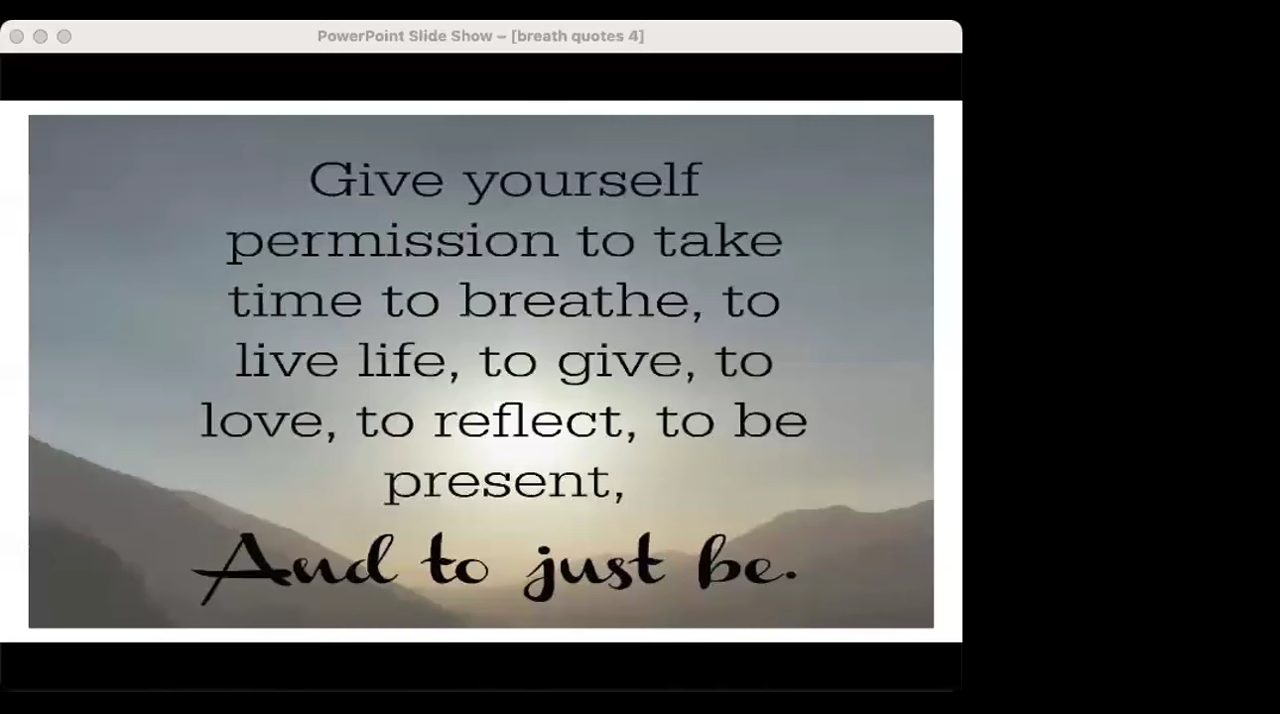 PowerPoint Slide Show – [breath quotes 4]
Give yourself
permission to take
time to breathe, to
live life, to give, to
love, to reflect, to be
present,
And to just be.